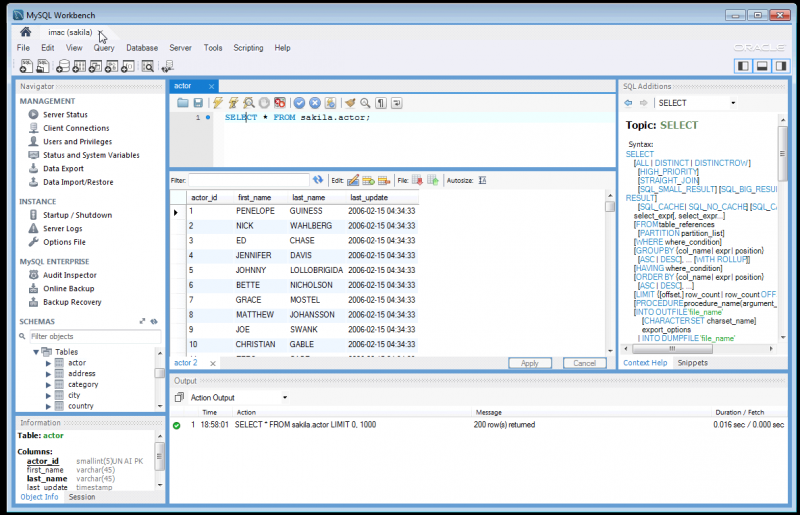 MySQL Workbench
imac (sakila)
File Edit View Query Database Server Tools Scripting Help
ORACLE
Navigator
MANAGEMENT
Server Status
Client Connections
Users and Privileges
Status and System Variables
Data Export
Data Import/Restore
INSTANCE
Startup / Shutdown
Server Logs
Options File
MySQL ENTERPRISE
Audit Inspector
Online Backup
Backup Recovery
SCHEMAS
Filter objects
Tables
actor
address
category
city
country
Information
Table: actor
Columns:
actor_id smallint(5) UN AI PK
first_name varchar(45)
last_name varchar(45)
last_update timestamp
Object Info Session
actor
1 SELECT * FROM sakila.actor;
Filter: Edit: File: Autosize:
actor_id first_name last_name last_update
1 PENELOPE GUINESS 2006-02-15 04:34:33
2 NICK WAHLBERG 2006-02-15 04:34:33
3 ED CHASE 2006-02-15 04:34:33
4 JENNIFER DAVIS 2006-02-15 04:34:33
5 JOHNNY LOLLOBRIGIDA 2006-02-15 04:34:33
6 BETTE NICHOLSON 2006-02-15 04:34:33
7 GRACE MOSTEL 2006-02-15 04:34:33
8 MATTHEW JOHANSSON 2006-02-15 04:34:33
9 JOE SWANK 2006-02-15 04:34:33
10 CHRISTIAN GABLE 2006-02-15 04:34:33
actor 2 Apply Cancel
SQL Additions
SELECT
Topic: SELECT
Syntax:
SELECT
[ALL | DISTINCT | DISTINCTROW]
[HIGH_PRIORITY]
[STRAIGHT_JOIN]
[SQL_SMALL_RESULT] [SQL_BIG_RESU
RESULT]
[SQL_CACHE | SQL_NO_CACHE] [SQL_CA
select_expr [, select_expr...]
[FROM table_references
[PARTITION partition_list]
[WHERE where_condition]
[GROUP BY {col_name | expr | position}
[ASC | DESC], ... [WITH ROLLUP]]
[HAVING where_condition]
[ORDER BY {col_name | expr | position}
[ASC | DESC], ...]
[LIMIT {[offset,] row_count | row_count OFF
[PROCEDURE procedure_name(argument_
[INTO OUTFILE 'file_name'
[CHARACTER SET charset_name]
export_options
| INTO DUMPFILE 'file_name'
Context Help Snippets
Output
Action Output
Time Action Message Duration / Fetch
1 18:58:01 SELECT * FROM sakila.actor LIMIT 0, 1000 200 row(s) returned 0.016 sec / 0.000 sec